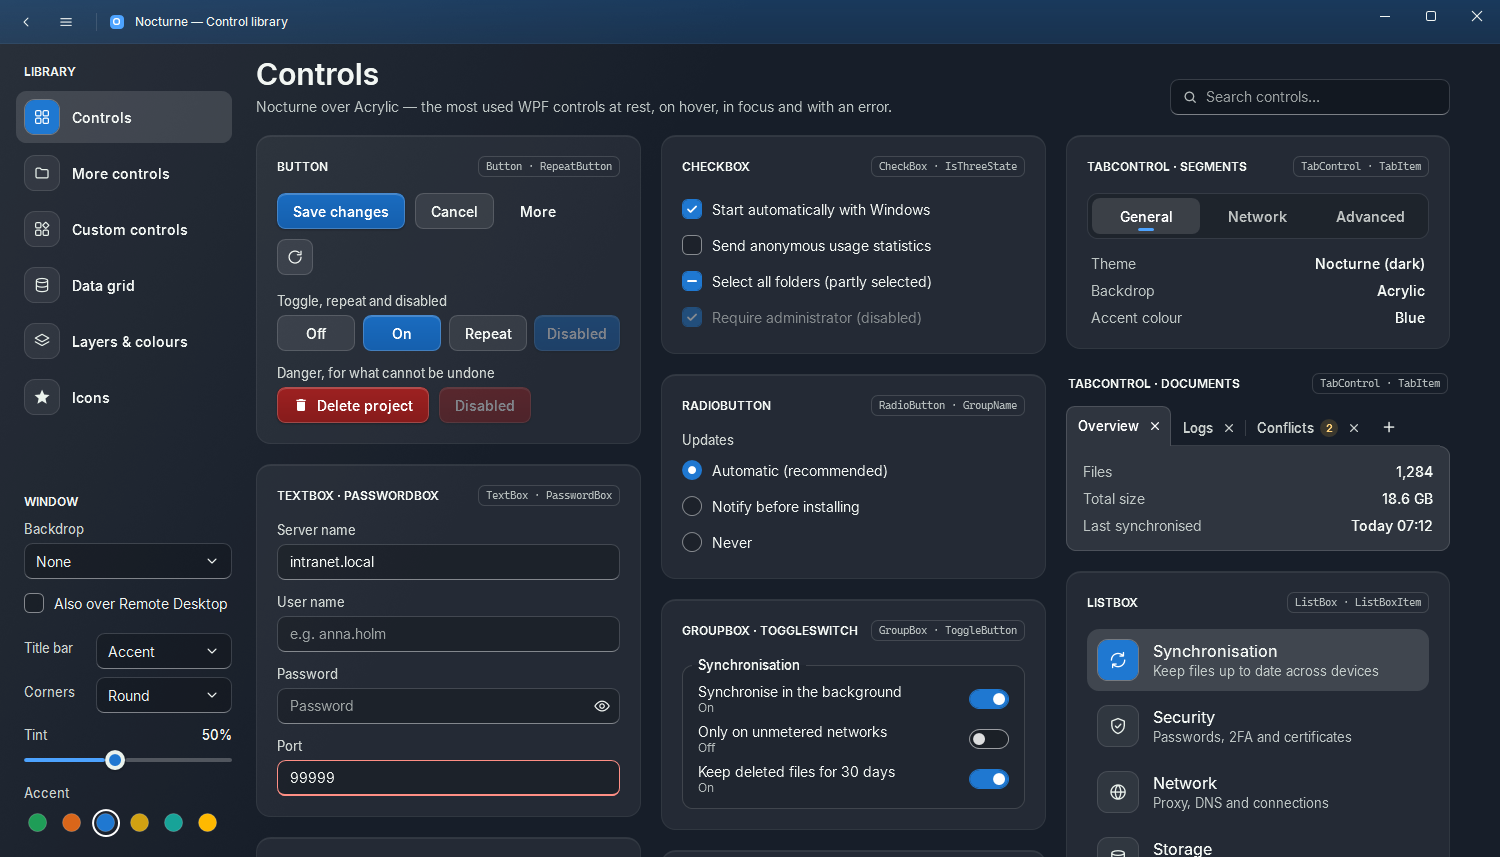 Nocturne — Control library
LIBRARY
Controls
More controls
Custom controls
Data grid
Layers & colours
Icons
WINDOW
Backdrop
None
Also over Remote Desktop
Title bar
Accent
Corners
Round
Tint
50%
Accent
Controls
Nocturne over Acrylic — the most used WPF controls at rest, on hover, in focus and with an error.
Search controls...
BUTTON
Button · RepeatButton
Save changes
Cancel
More
Toggle, repeat and disabled
Off
On
Repeat
Disabled
Danger, for what cannot be undone
Delete project
Disabled
TEXTBOX · PASSWORDBOX
TextBox · PasswordBox
Server name
intranet.local
User name
e.g. anna.holm
Password
Password
Port
99999
CHECKBOX
CheckBox · IsThreeState
Start automatically with Windows
Send anonymous usage statistics
Select all folders (partly selected)
Require administrator (disabled)
RADIOBUTTON
RadioButton · GroupName
Updates
Automatic (recommended)
Notify before installing
Never
GROUPBOX · TOGGLESWITCH
GroupBox · ToggleButton
Synchronisation
Synchronise in the background
On
Only on unmetered networks
Off
Keep deleted files for 30 days
On
TABCONTROL · SEGMENTS
TabControl · TabItem
General
Network
Advanced
Theme
Nocturne (dark)
Backdrop
Acrylic
Accent colour
Blue
TABCONTROL · DOCUMENTS
TabControl · TabItem
Overview
Logs
Conflicts
2
Files
1,284
Total size
18.6 GB
Last synchronised
Today 07:12
LISTBOX
ListBox · ListBoxItem
Synchronisation
Keep files up to date across devices
Security
Passwords, 2FA and certificates
Network
Proxy, DNS and connections
Storage